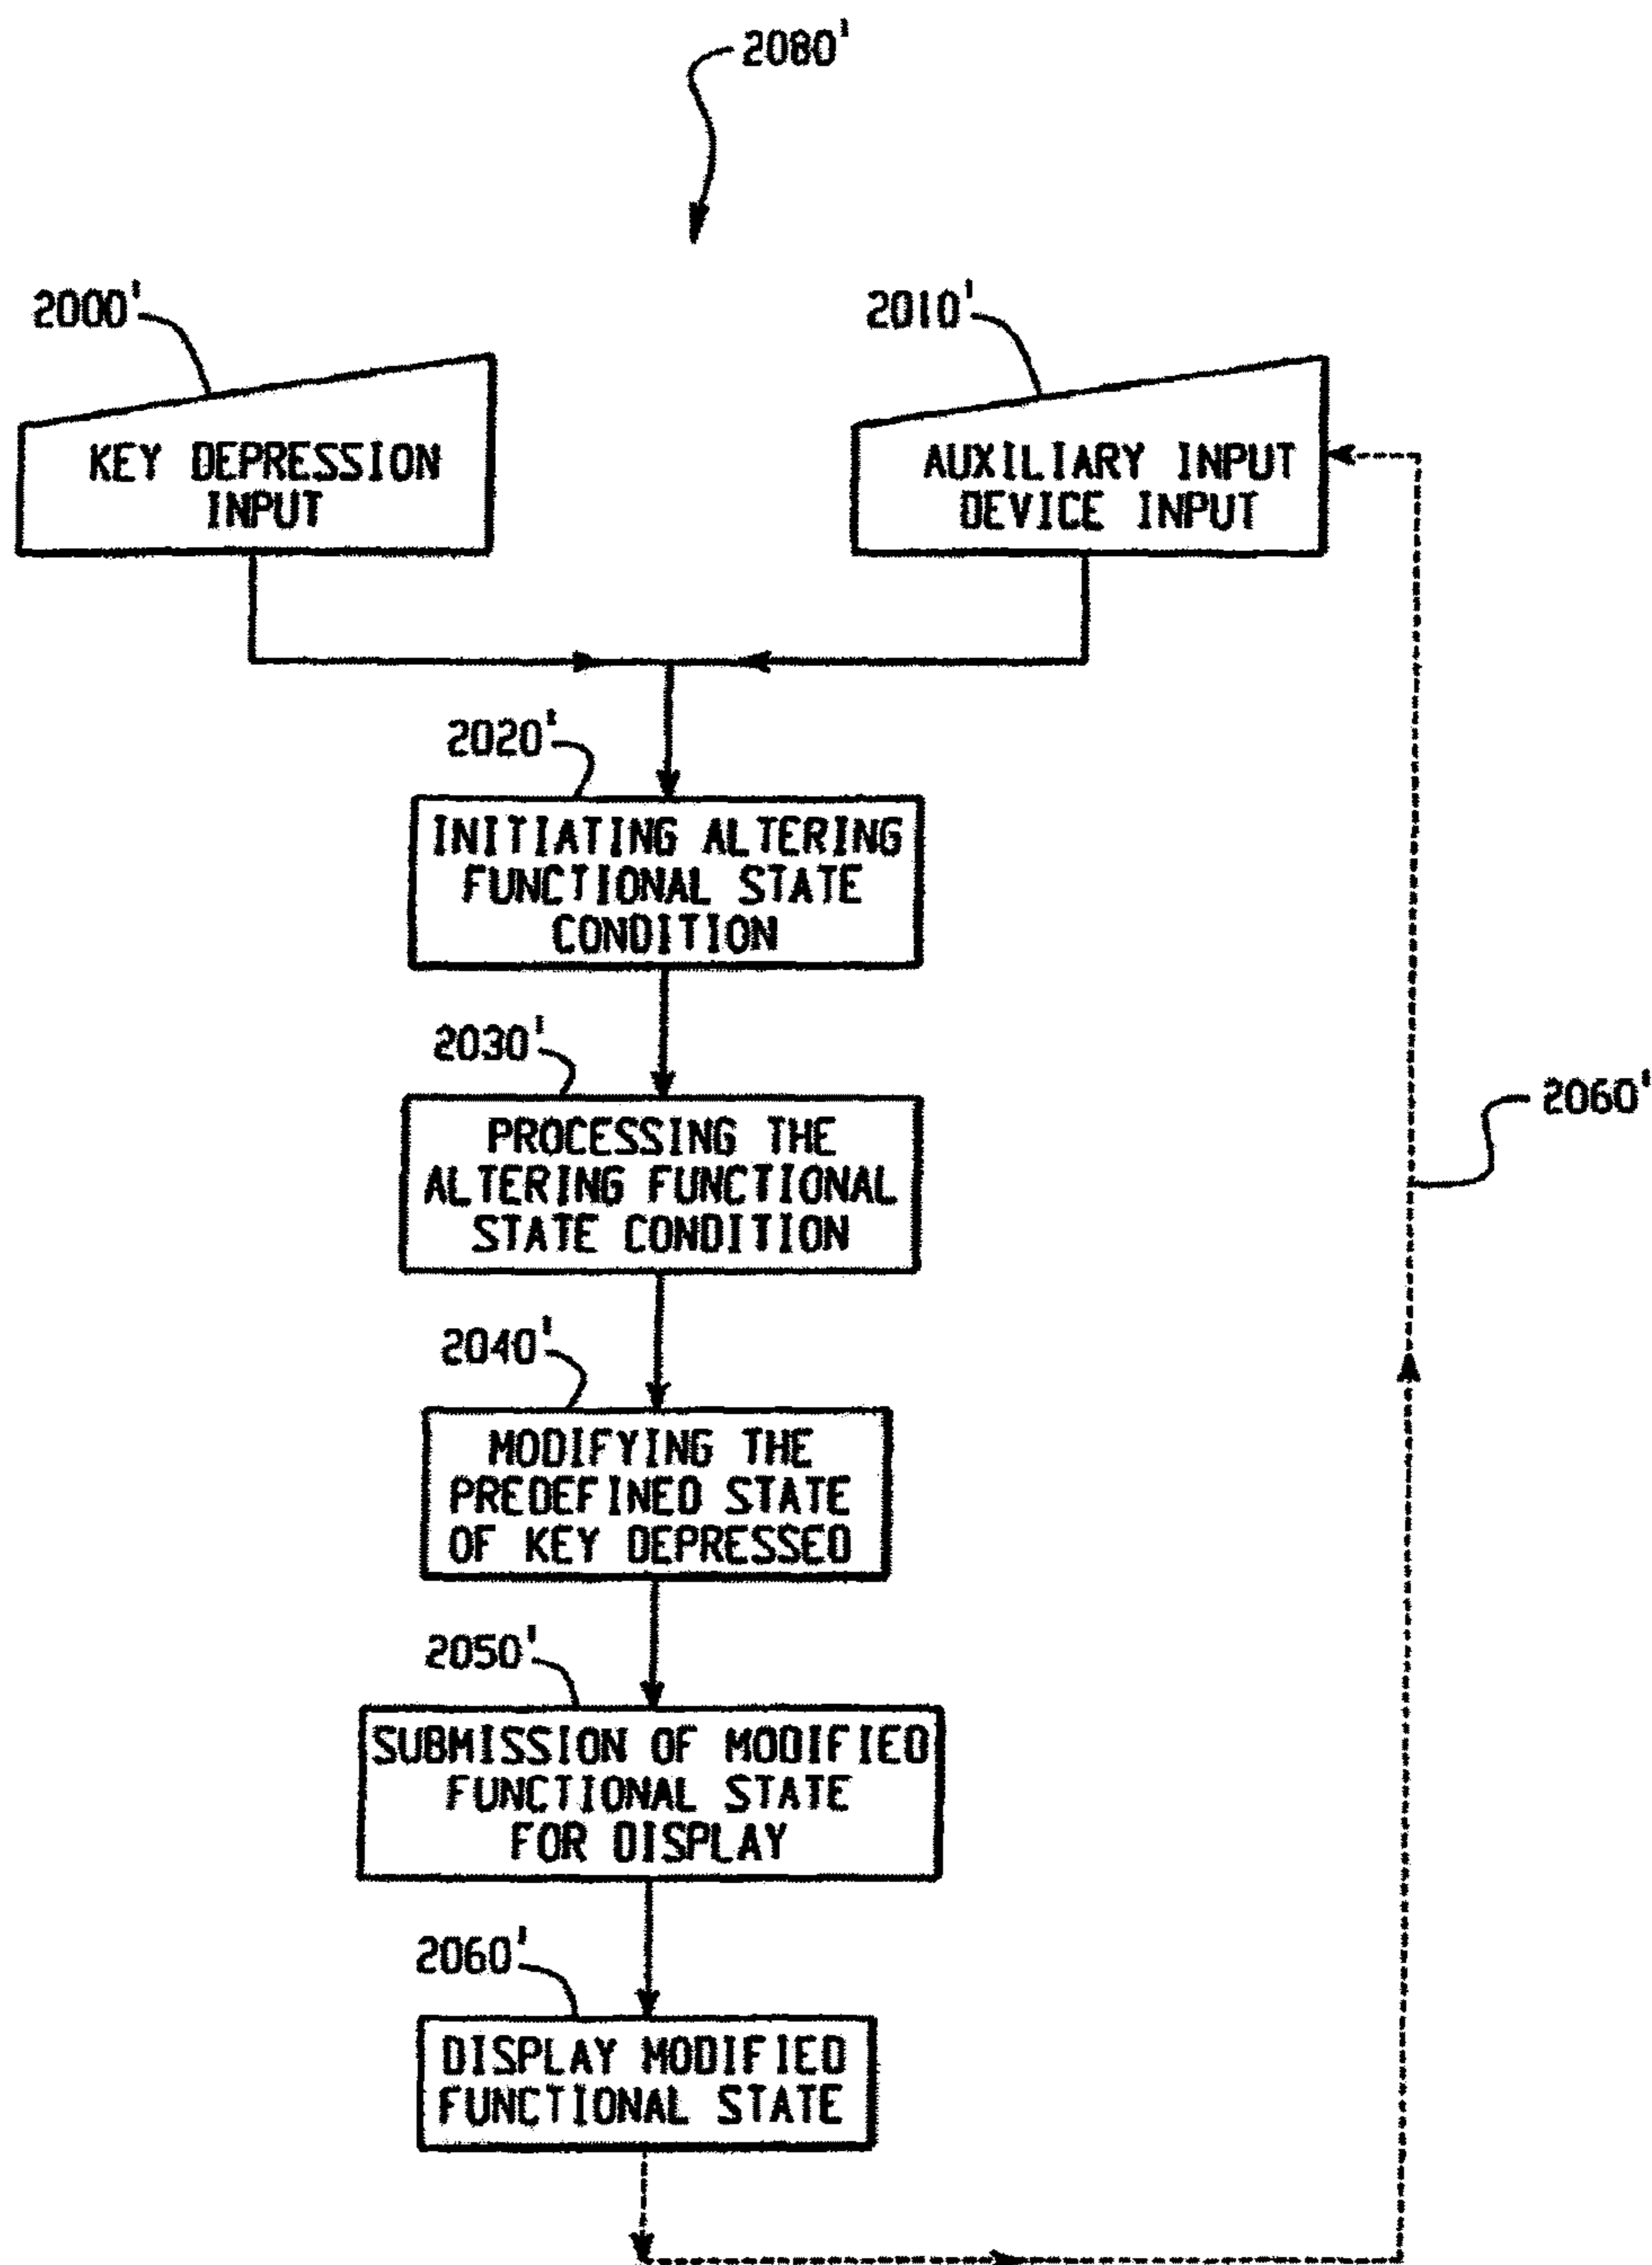 2080'
2000'
2010'
KEY DEPRESSION
INPUT
AUXILIARY INPUT
DEVICE INPUT
2020'
INITIATING ALTERING
FUNCTIONAL STATE
CONDITION
2030'
PROCESSING THE
ALTERING FUNCTIONAL
STATE CONDITION
2060'
2040'
MODIFYING THE
PREDEFINED STATE
OF KEY DEPRESSED
2050'
SUBMISSION OF MODIFIED
FUNCTIONAL STATE
FOR DISPLAY
2060'
DISPLAY MODIFIED
FUNCTIONAL STATE